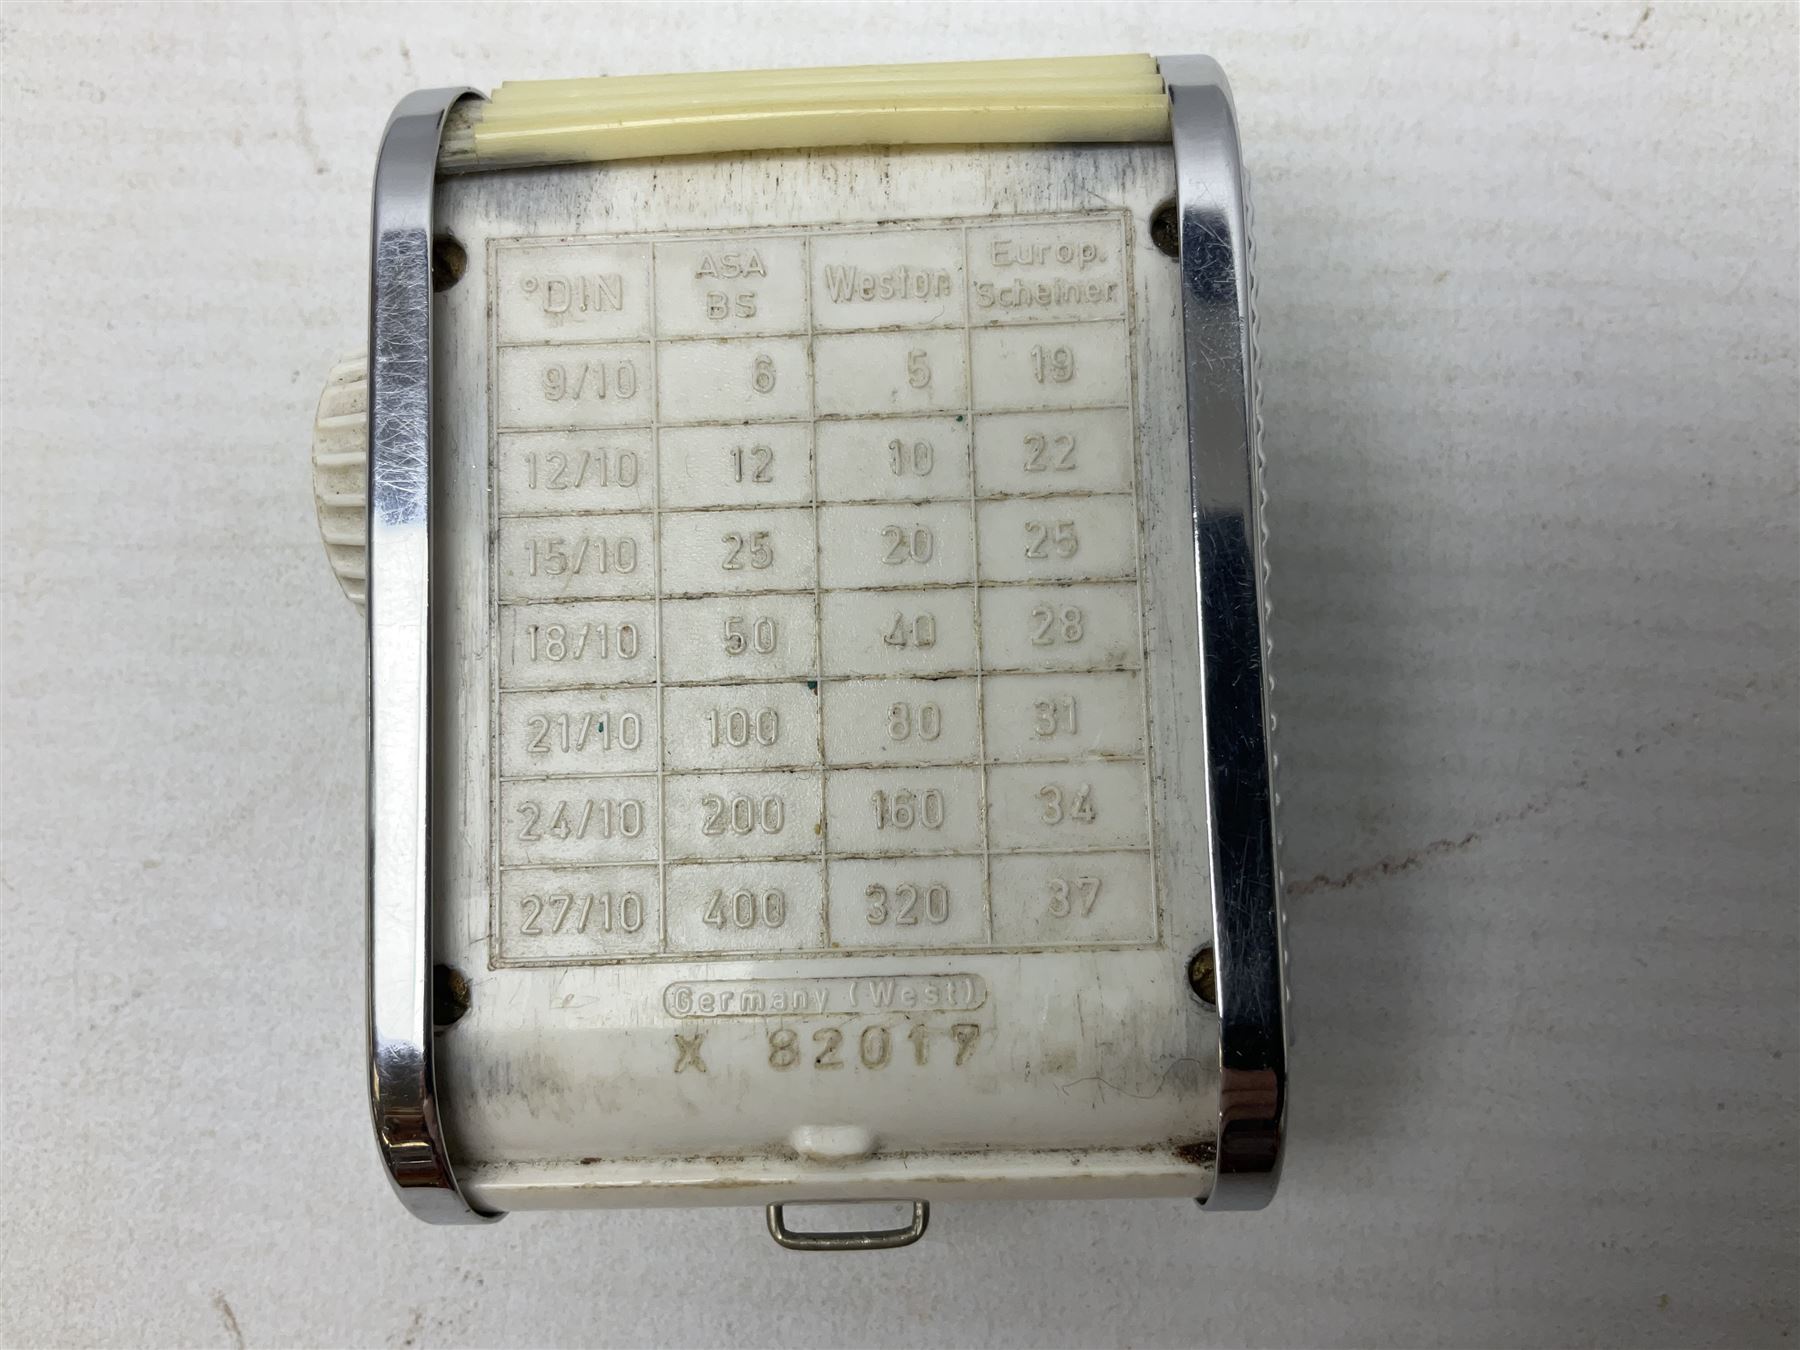 °DIN ASA BS Weston Europ. Scheiner
9/10 6 5 19
12/10 12 10 22
15/10 25 20 25
18/10 50 40 28
21/10 100 80 31
24/10 200 160 34
27/10 400 320 37
Germany (West)
X 82017